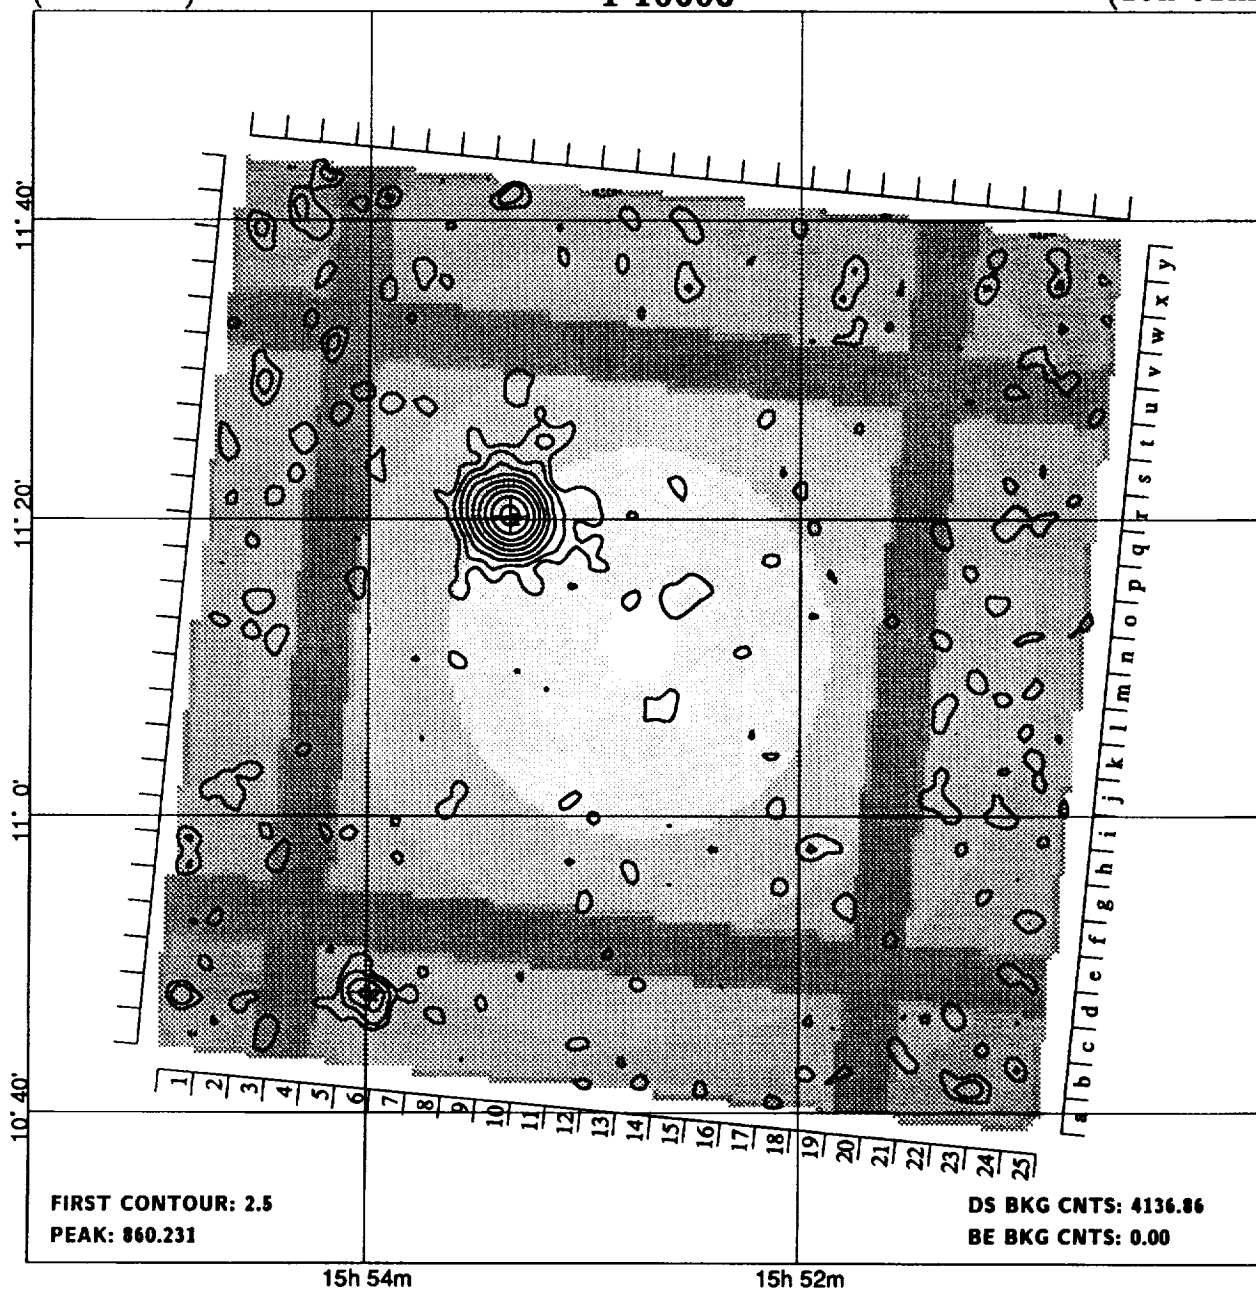 11° 40'
11° 20'
11° 0'
10° 40'
a b c d e f g h i j k l m n o p q r s t u v w x y
1 2 3 4 5 6 7 8 9 10 11 12 13 14 15 16 17 18 19 20 21 22 23 24 25
FIRST CONTOUR: 2.5
PEAK: 860.231
DS BKG CNTS: 4136.86
BE BKG CNTS: 0.00
15h 54m
15h 52m